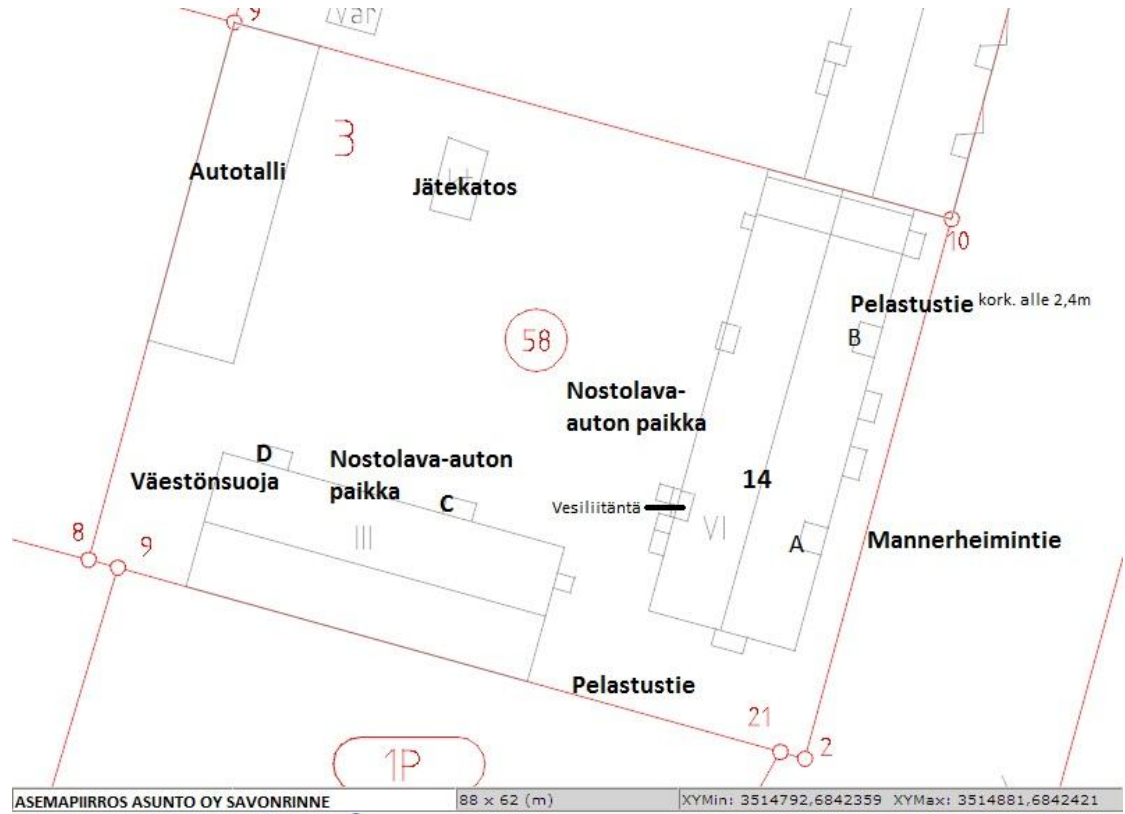 9
Var
3
Autotalli
Jätekatos
10
Pelastustie kork. alle 2,4m
B
58
Nostolava-
auton paikka
D
Nostolava-auton
paikka
Väestönsuoja
C
14
Vesiliitäntä
VI
III
8
9
A
Mannerheimintie
Pelastustie
21
2
1P
ASEMAPIIRROS ASUNTO OY SAVONRINNE
88 x 62 (m)
XYMin: 3514792,6842359 XYMax: 3514881,6842421